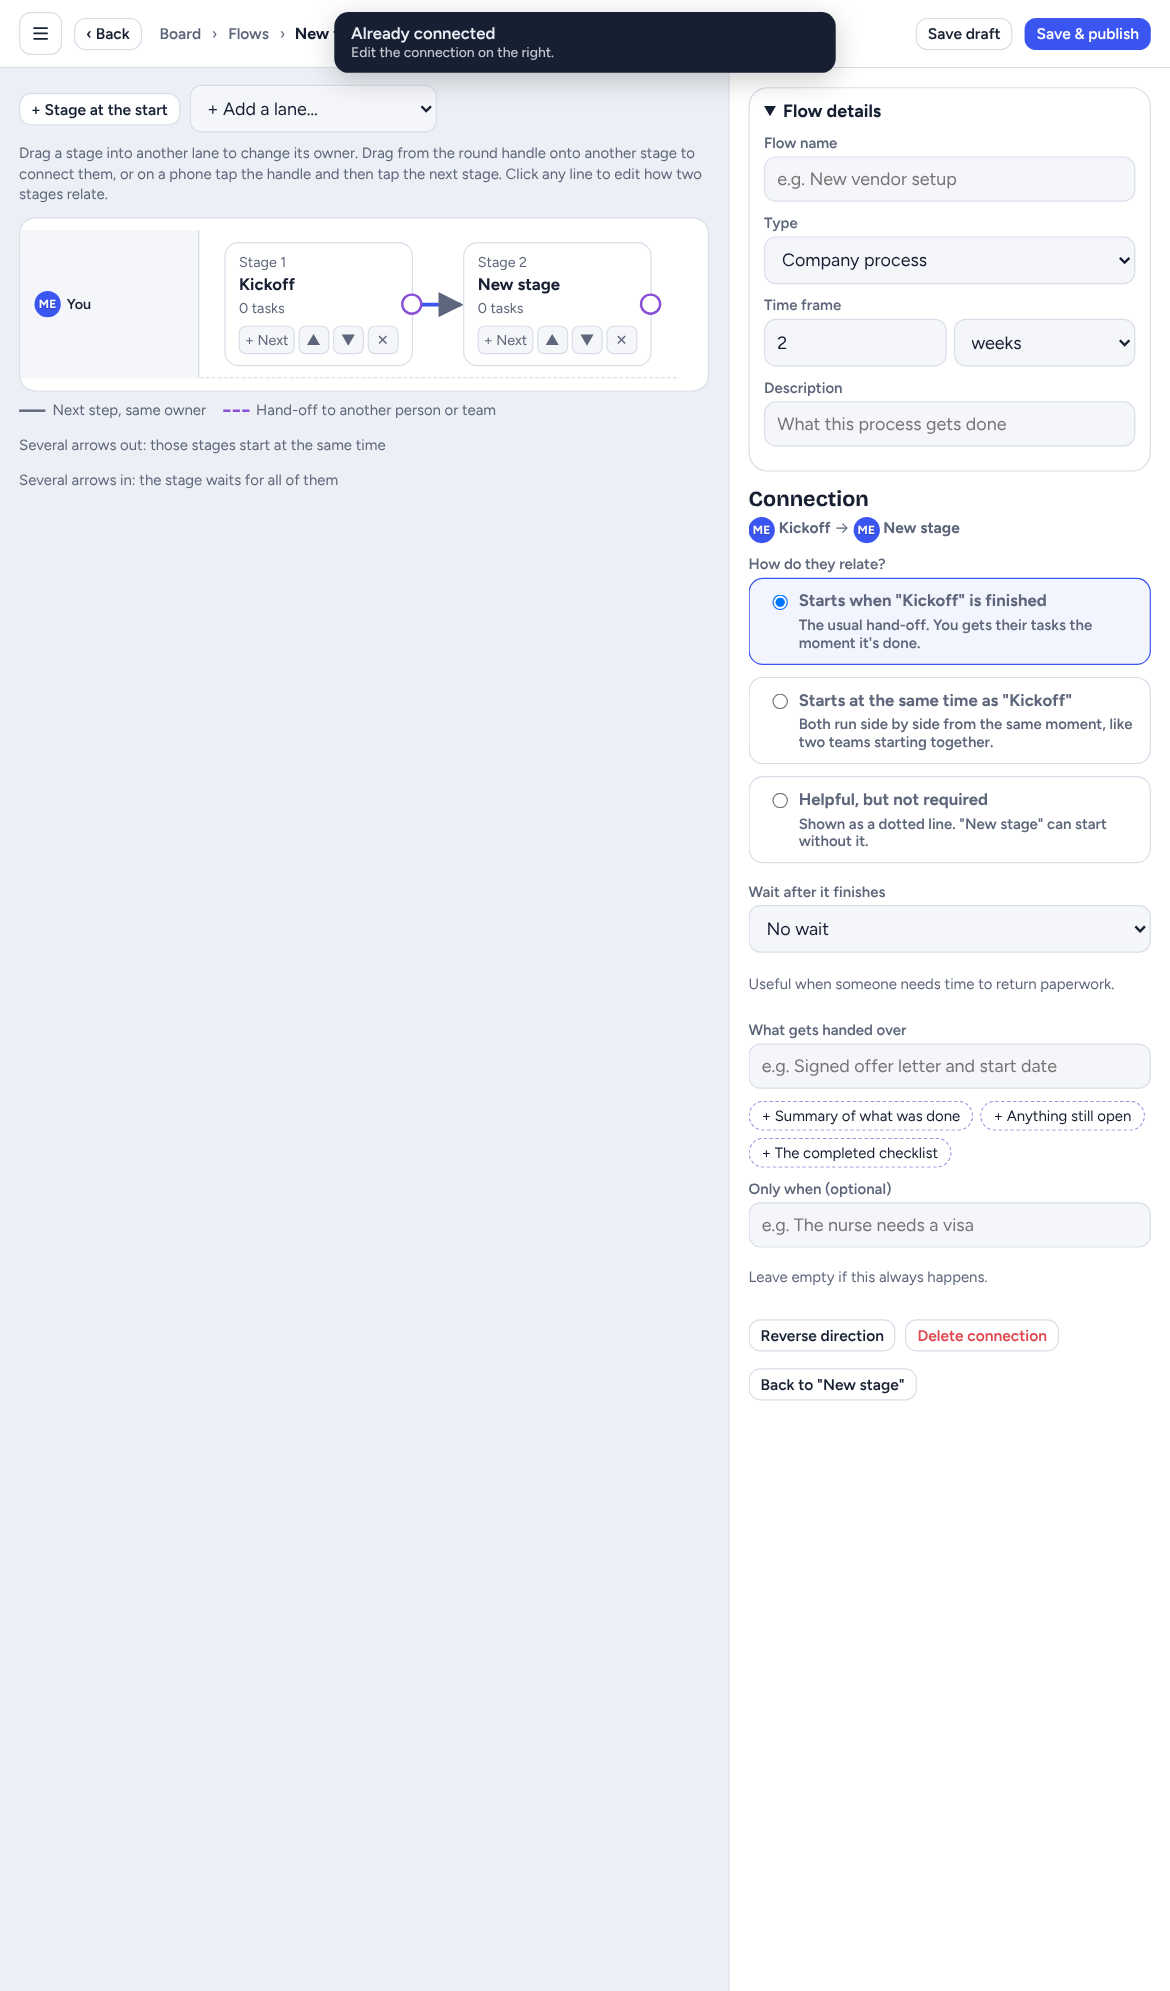 ☰ ‹ Back Board › Flows › New
Already connected
Edit the connection on the right.
Save draft Save & publish
+ Stage at the start + Add a lane...
Drag a stage into another lane to change its owner. Drag from the round handle onto another stage to
connect them, or on a phone tap the handle and then tap the next stage. Click any line to edit how two
stages relate.
ME You
Stage 1
Kickoff
0 tasks
+ Next ▲ ▼ ✕
Stage 2
New stage
0 tasks
+ Next ▲ ▼ ✕
Next step, same owner Hand-off to another person or team
Several arrows out: those stages start at the same time
Several arrows in: the stage waits for all of them
▼ Flow details
Flow name
e.g. New vendor setup
Type
Company process
Time frame
2 weeks
Description
What this process gets done
Connection
ME Kickoff → ME New stage
How do they relate?
Starts when "Kickoff" is finished
The usual hand-off. You gets their tasks the
moment it's done.
Starts at the same time as "Kickoff"
Both run side by side from the same moment, like
two teams starting together.
Helpful, but not required
Shown as a dotted line. "New stage" can start
without it.
Wait after it finishes
No wait
Useful when someone needs time to return paperwork.
What gets handed over
e.g. Signed offer letter and start date
+ Summary of what was done + Anything still open
+ The completed checklist
Only when (optional)
e.g. The nurse needs a visa
Leave empty if this always happens.
Reverse direction Delete connection
Back to "New stage"